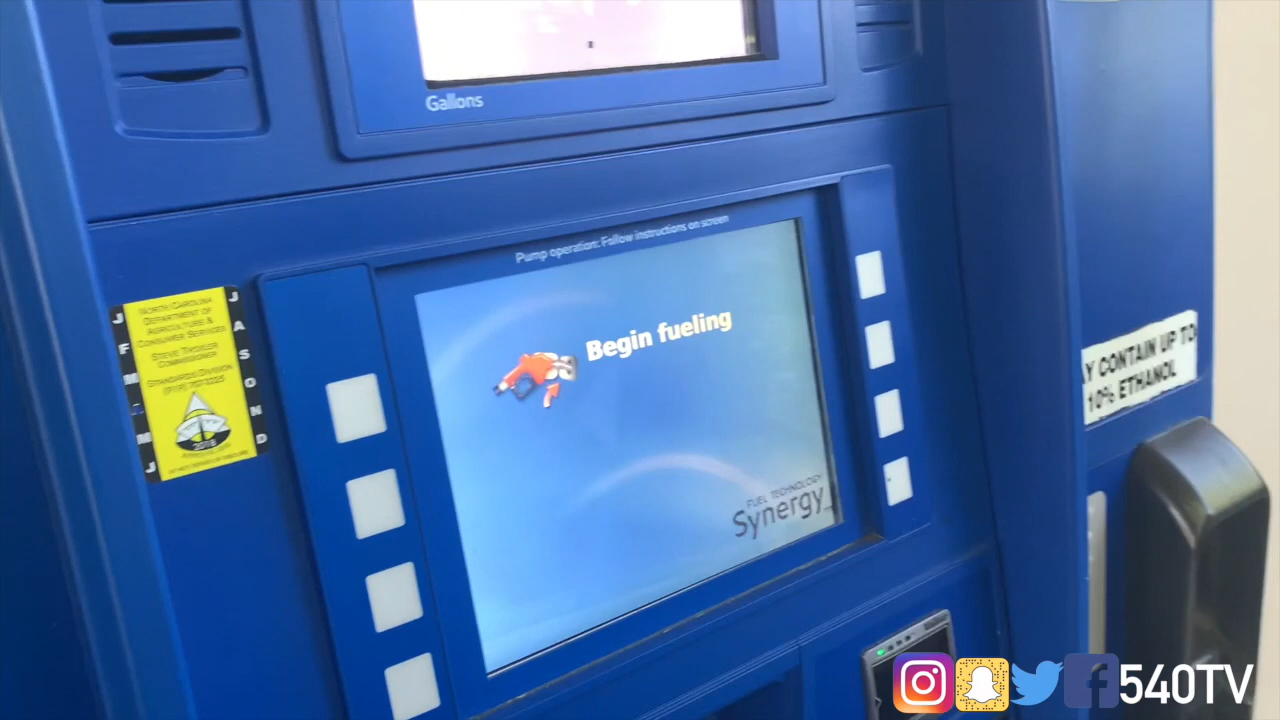 Gallons
Pump operation: Follow instructions on screen
Begin fueling
FUEL TECHNOLOGY
Synergy
NORTH CAROLINA
DEPARTMENT OF
AGRICULTURE &
CONSUMER SERVICES
STEVE TROXLER
COMMISSIONER
STANDARDS DIVISION
2018
J
F
M
M
J
J
A
S
O
N
D
Y CONTAIN UP TO
10% ETHANOL
540TV